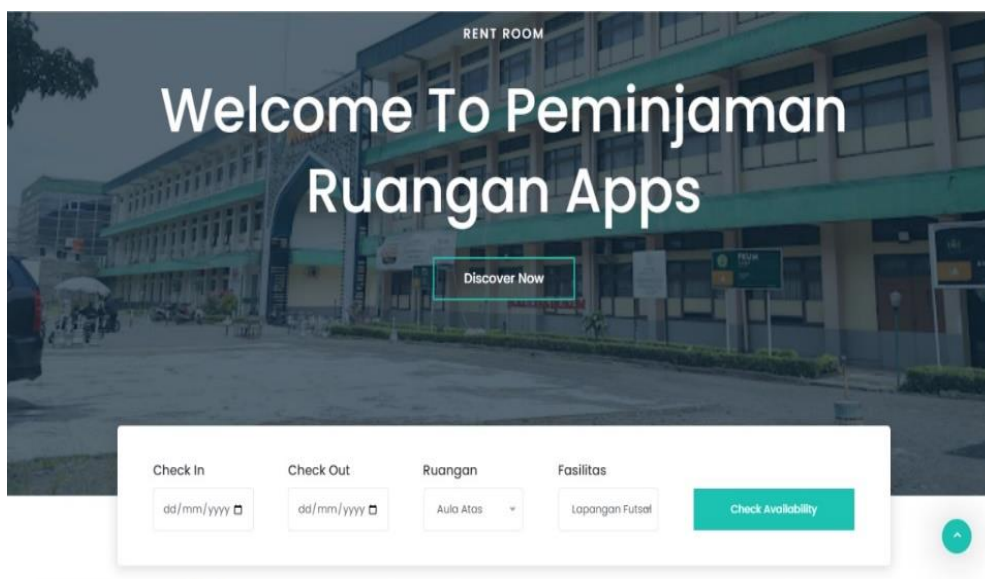 RENT ROOM
Welcome To Peminjaman
Ruangan Apps
Discover Now
Check In
Check Out
Ruangan
Fasilitas
dd/mm/yyyy
dd/mm/yyyy
Aula Atas
Lapangan Futsal
Check Availability